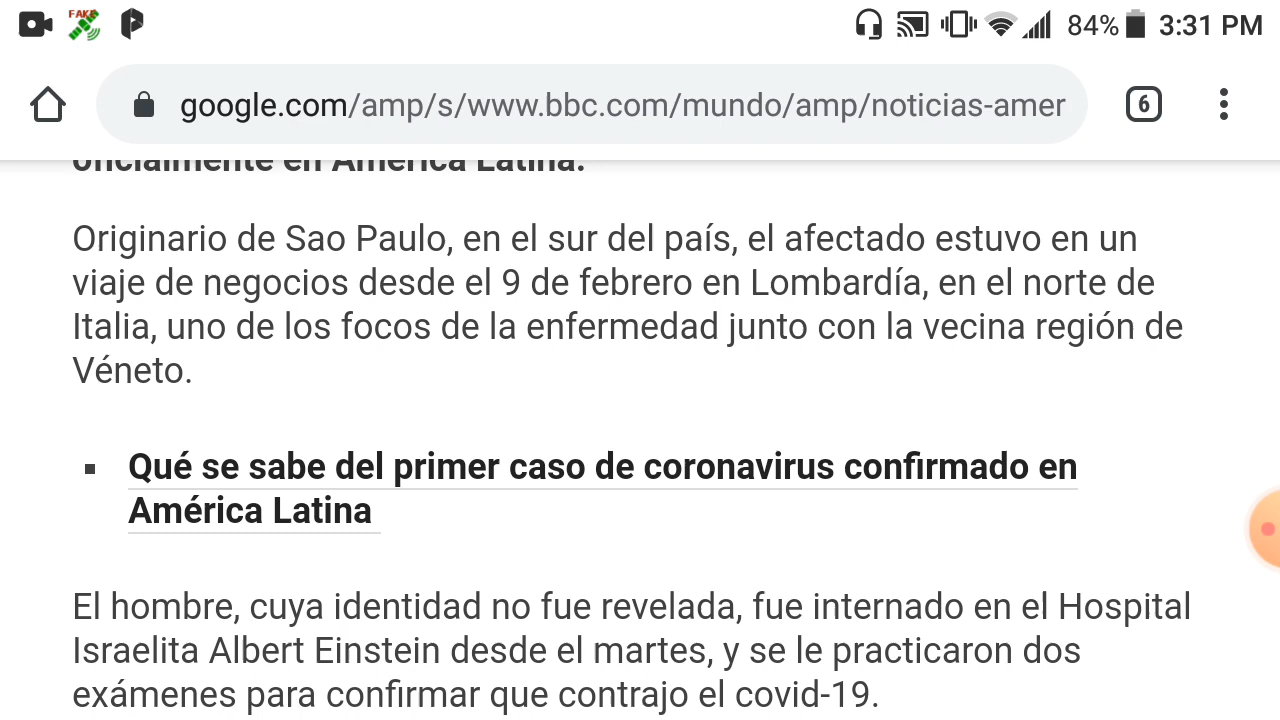 FAKE
84% 3:31 PM
google.com/amp/s/www.bbc.com/mundo/amp/noticias-amer 6
oficialmente en América Latina.
Originario de Sao Paulo, en el sur del país, el afectado estuvo en un
viaje de negocios desde el 9 de febrero en Lombardía, en el norte de
Italia, uno de los focos de la enfermedad junto con la vecina región de
Véneto.
Qué se sabe del primer caso de coronavirus confirmado en
América Latina
El hombre, cuya identidad no fue revelada, fue internado en el Hospital
Israelita Albert Einstein desde el martes, y se le practicaron dos
exámenes para confirmar que contrajo el covid-19.